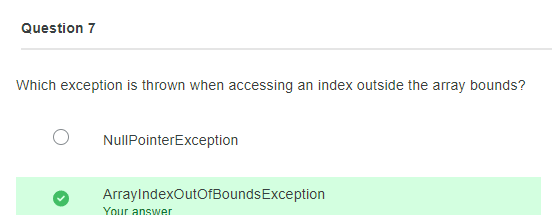 Question 7
Which exception is thrown when accessing an index outside the array bounds?
NullPointerException
ArrayIndexOutOfBoundsException
Your answer